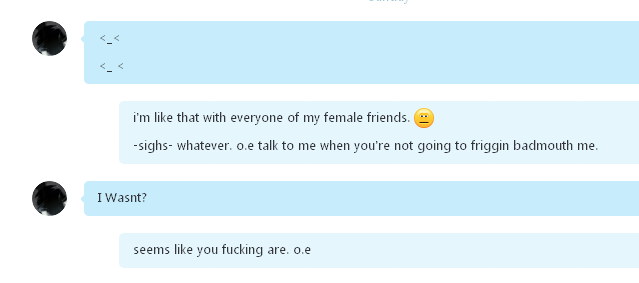 Sunday
<_<
<_ <
i'm like that with everyone of my female friends.
-sighs- whatever. o.e talk to me when you're not going to friggin badmouth me.
I Wasnt?
seems like you fucking are. o.e